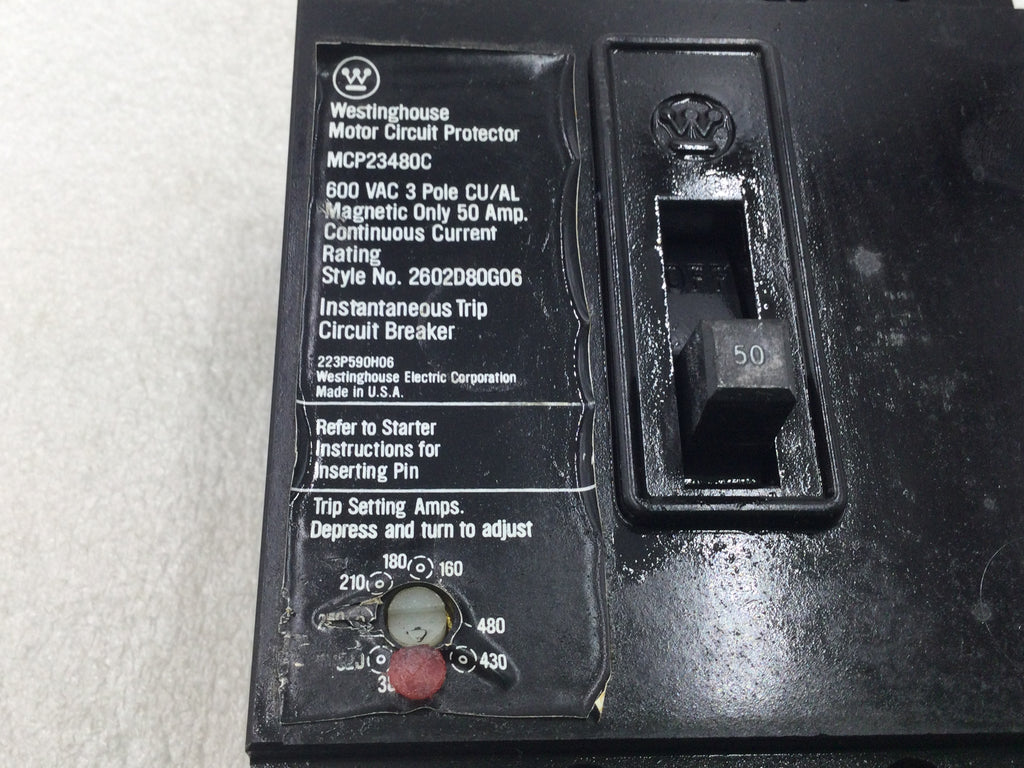 Westinghouse
Motor Circuit Protector
MCP23480C
600 VAC 3 Pole CU/AL
Magnetic Only 50 Amp.
Continuous Current
Rating
Style No. 2602D80G06
Instantaneous Trip
Circuit Breaker
223P590H06
Westinghouse Electric Corporation
Made in U.S.A.
Refer to Starter
Instructions for
Inserting Pin
Trip Setting Amps.
Depress and turn to adjust
180 160
210
480
430
W
OFF
50